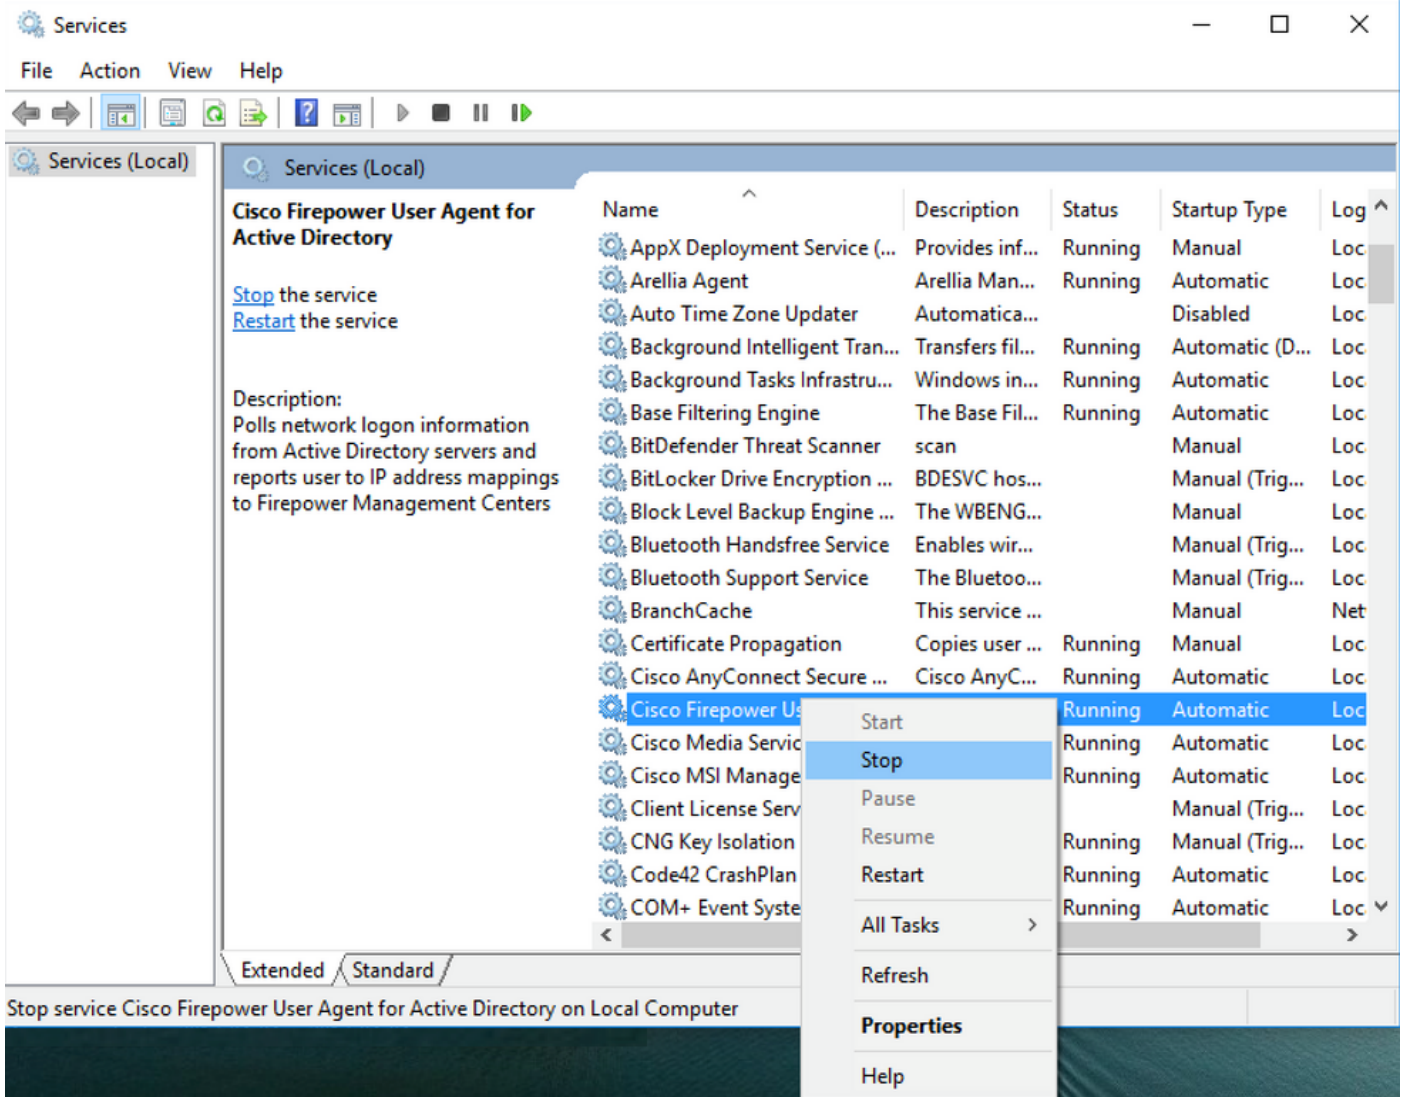 Services
File Action View Help
Services (Local)
Services (Local)
Cisco Firepower User Agent for
Active Directory
Stop the service
Restart the service
Description:
Polls network logon information
from Active Directory servers and
reports user to IP address mappings
to Firepower Management Centers
Name Description Status Startup Type Log
AppX Deployment Service (... Provides inf... Running Manual Loc
Arellia Agent Arellia Man... Running Automatic Loc
Auto Time Zone Updater Automatica... Disabled Loc
Background Intelligent Tran... Transfers fil... Running Automatic (D... Loc
Background Tasks Infrastru... Windows in... Running Automatic Loc
Base Filtering Engine The Base Fil... Running Automatic Loc
BitDefender Threat Scanner scan Manual Loc
BitLocker Drive Encryption ... BDESVC hos... Manual (Trig... Loc
Block Level Backup Engine ... The WBENG... Manual Loc
Bluetooth Handsfree Service Enables wir... Manual (Trig... Loc
Bluetooth Support Service The Bluetoo... Manual (Trig... Loc
BranchCache This service ... Manual Net
Certificate Propagation Copies user ... Running Manual Loc
Cisco AnyConnect Secure ... Cisco AnyC... Running Automatic Loc
Cisco Firepower Us Running Automatic Loc
Cisco Media Servic Running Automatic Loc
Cisco MSI Manage Running Automatic Loc
Client License Serv Manual (Trig... Loc
CNG Key Isolation Running Manual (Trig... Loc
Code42 CrashPlan Running Automatic Loc
COM+ Event Syste Running Automatic Loc
Start
Stop
Pause
Resume
Restart
All Tasks
Refresh
Properties
Help
Extended Standard
Stop service Cisco Firepower User Agent for Active Directory on Local Computer